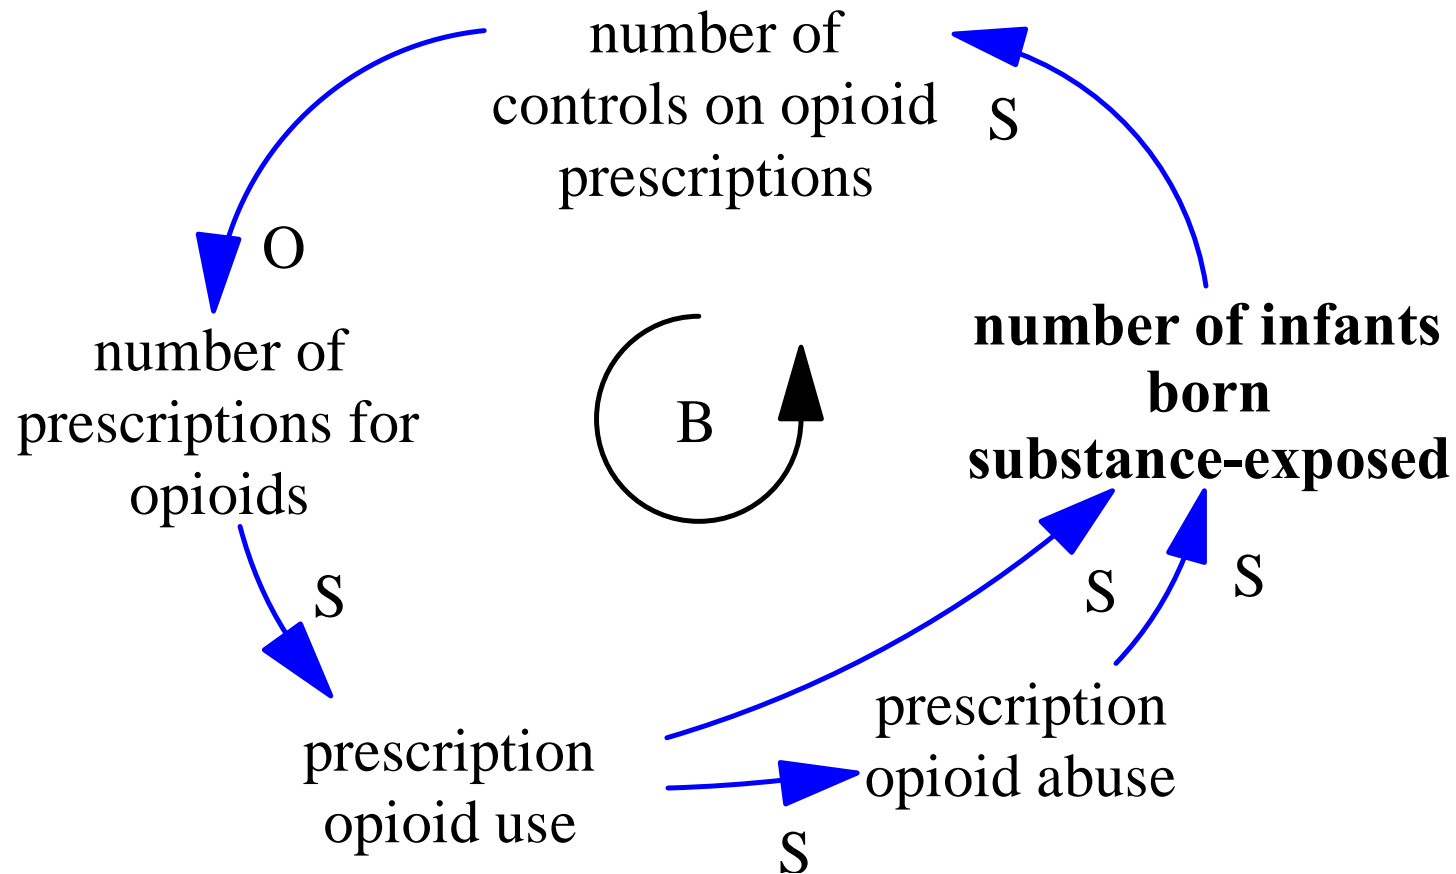 number of
controls on opioid
prescriptions
S
O
number of
prescriptions for
opioids
B
number of infants
born
substance-exposed
S
S
S
prescription
opioid use
prescription
opioid abuse
S